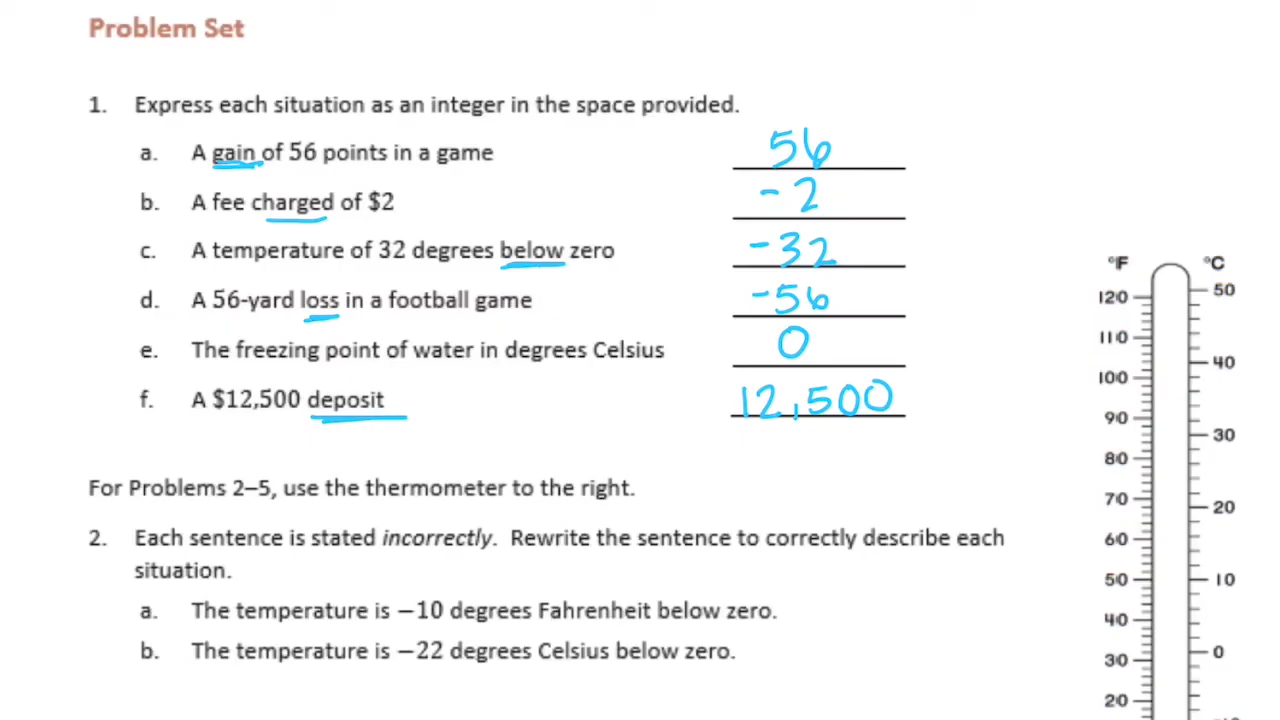 Problem Set
1. Express each situation as an integer in the space provided.
a. A gain of 56 points in a game 56
b. A fee charged of $2 -2
c. A temperature of 32 degrees below zero -32
d. A 56-yard loss in a football game -56
e. The freezing point of water in degrees Celsius 0
f. A $12,500 deposit 12,500
For Problems 2–5, use the thermometer to the right.
2. Each sentence is stated incorrectly. Rewrite the sentence to correctly describe each
situation.
a. The temperature is −10 degrees Fahrenheit below zero.
b. The temperature is −22 degrees Celsius below zero.
°F °C
120 50
110
100 40
90 30
80
70 20
60
50 10
40
30 0
20